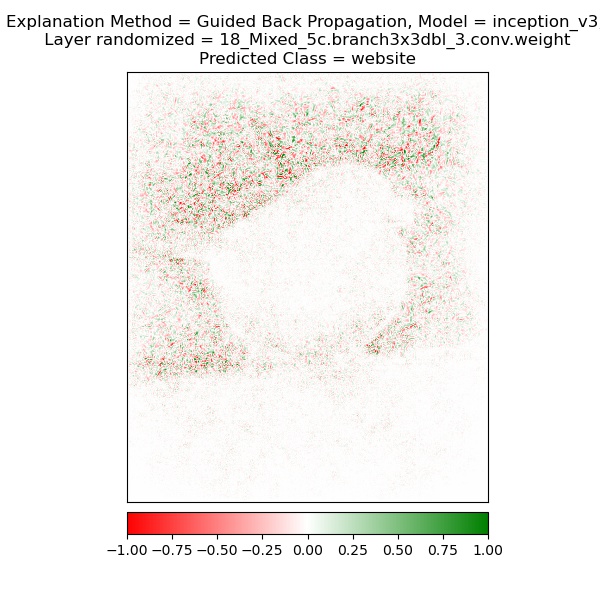 Explanation Method = Guided Back Propagation, Model = inception_v3
Layer randomized = 18_Mixed_5c.branch3x3dbl_3.conv.weight
Predicted Class = website
−1.00 −0.75 −0.50 −0.25 0.00 0.25 0.50 0.75 1.00